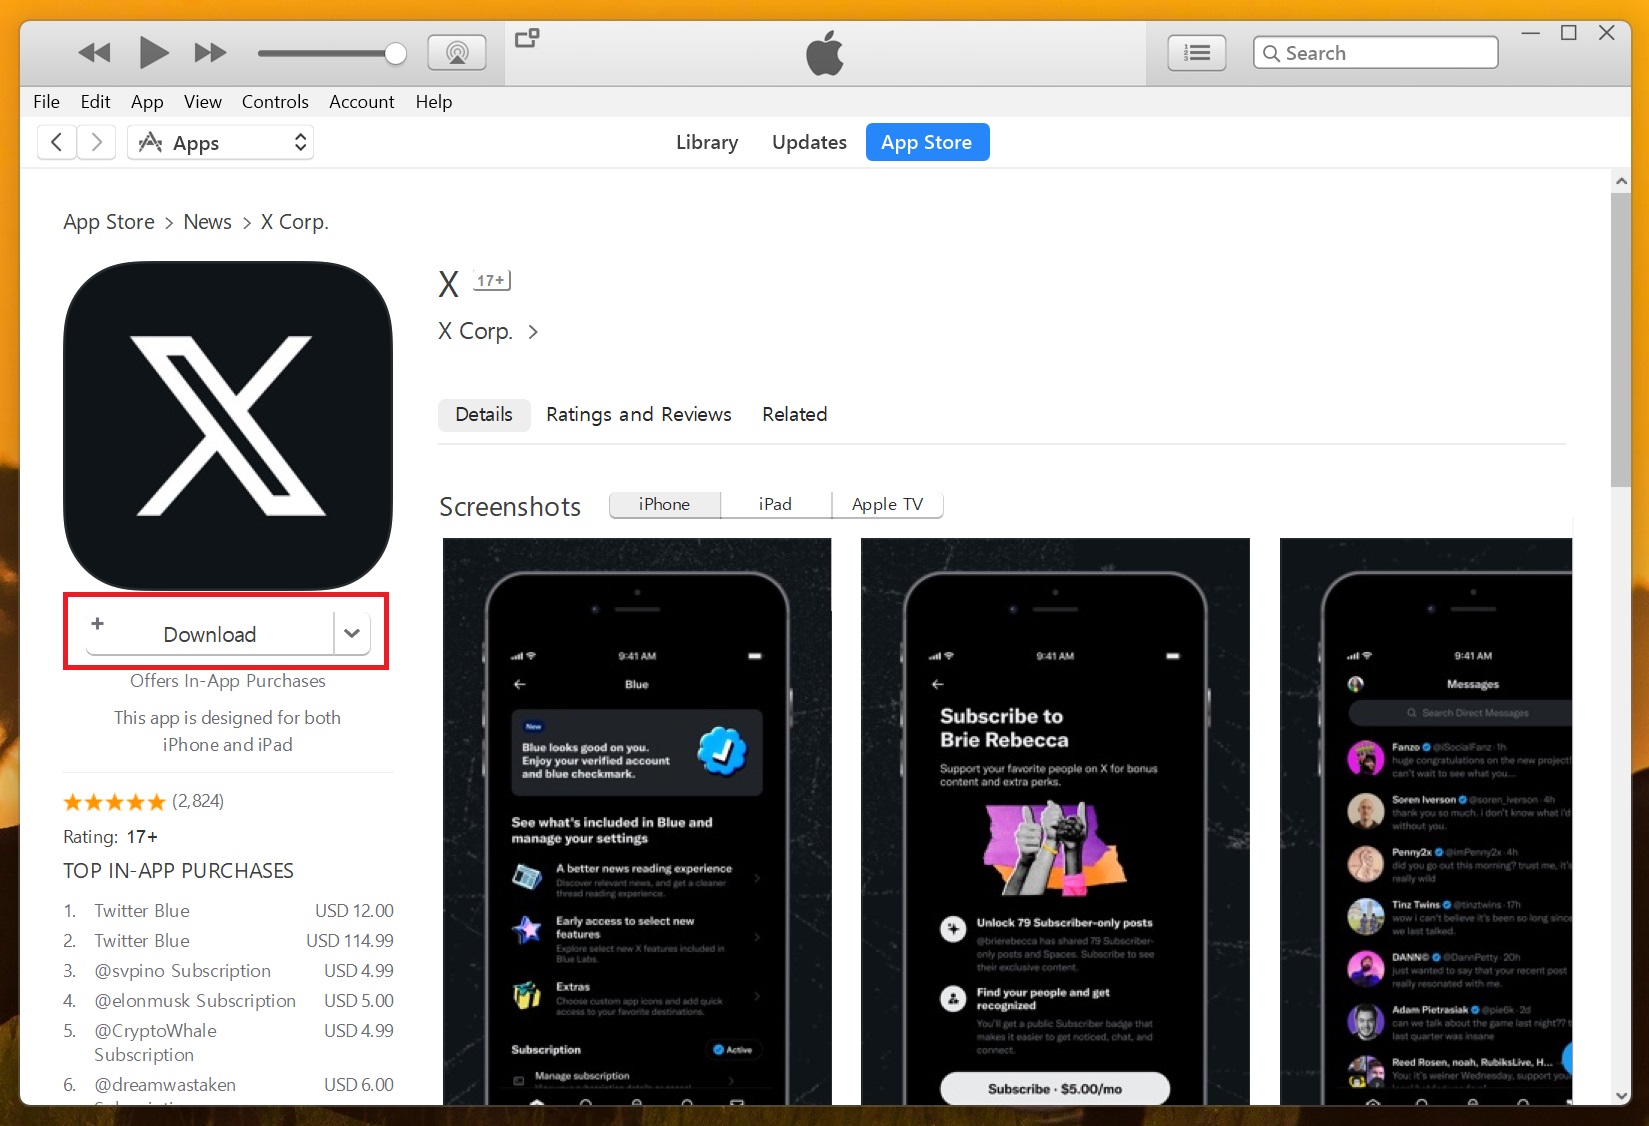 Search
File Edit App View Controls Account Help
Apps
Library Updates App Store
App Store > News > X Corp.
X 17+
X Corp. >
Details Ratings and Reviews Related
Screenshots iPhone iPad Apple TV
+ Download
Offers In-App Purchases
This app is designed for both
iPhone and iPad
★★★★★ (2,824)
Rating: 17+
TOP IN-APP PURCHASES
1. Twitter Blue USD 12.00
2. Twitter Blue USD 114.99
3. @svpino Subscription USD 4.99
4. @elonmusk Subscription USD 5.00
5. @CryptoWhale USD 4.99
Subscription
6. @dreamwastaken USD 6.00
9:41 AM
Blue
New
Blue looks good on you.
Enjoy your verified account
and blue checkmark.
See what's included in Blue and
manage your settings
A better news reading experience
Discover relevant news, and get a cleaner
thread reading experience.
Early access to select new
features
Explore select new X features included in
Blue Labs.
Extras
Choose custom app icons and add quick
access to your favorite destinations.
Subscription Active
Manage subscription
9:41 AM
Subscribe to
Brie Rebecca
Support your favorite people on X for bonus
content and extra perks.
Unlock 79 Subscriber-only posts
@brierebecca has shared 79 Subscriber-
only posts and Spaces. Subscribe to see
their exclusive content.
Find your people and get
recognized
You'll get a public Subscriber badge that
makes it easier to get noticed, chat, and
connect.
Subscribe · $5.00/mo
9:41 AM
Messages
Search Direct Messages
Fanzo @iSocialFanz · 1h
huge congratulations on the new project!
can't wait to see what you...
Soren Iverson @soren_iverson · 4h
thank you so much. I don't know what i'd
without you.
Penny2x @imPenny2x · 4h
did you go out this morning? trust me, it's
really wild
Tinz Twins @tinztwins · 17h
wow i can't believe it's been so long since
we last talked.
DANN© @DannPetty · 20h
just wanted to say that your recent post
really resonated with me.
Adam Pietrasiak @pie6k · 2d
can we talk about the game last night??
last quarter was insane
Reed Rosen, noah, RubiksLive, H...
You: it's weiner Wednesday, support you